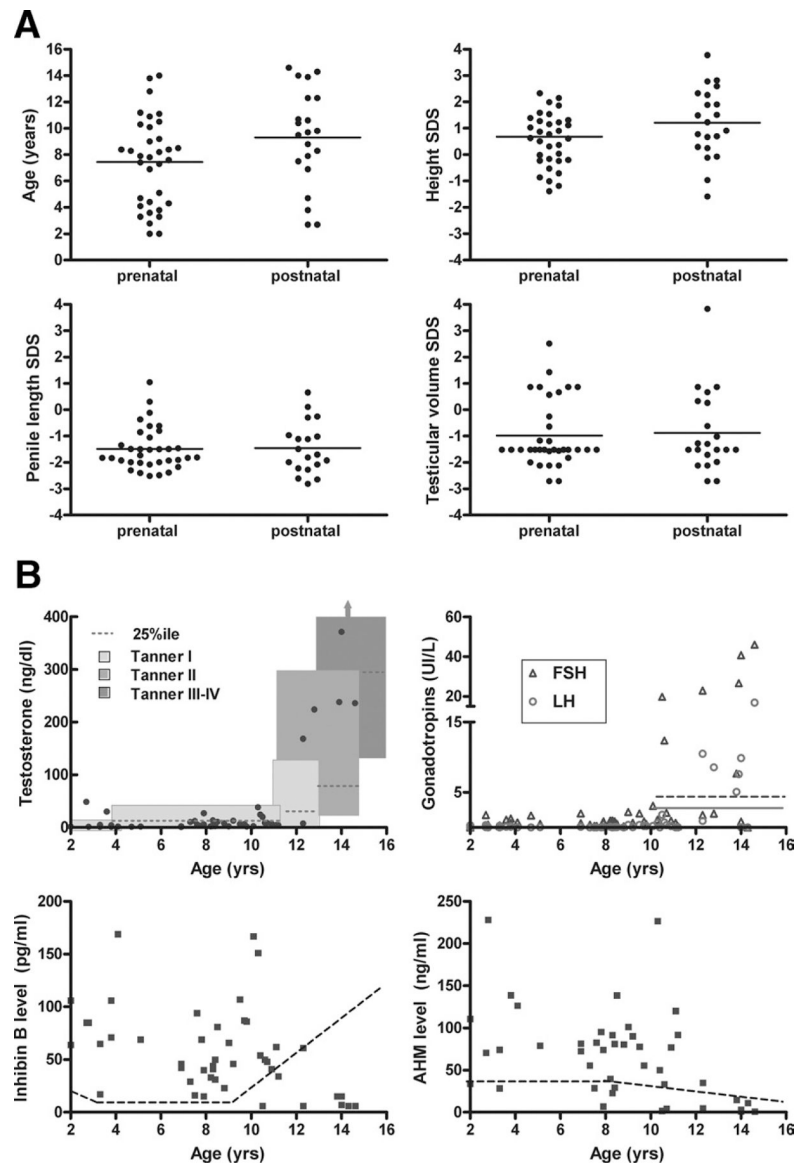 A
Age (years)
16
14
12
10
8
6
4
2
0
prenatal
postnatal
Height SDS
4
3
2
1
0
-1
-2
-3
-4
prenatal
postnatal
Penile length SDS
4
3
2
1
0
-1
-2
-3
-4
prenatal
postnatal
Testicular volume SDS
4
3
2
1
0
-1
-2
-3
-4
prenatal
postnatal
B
Testosterone (ng/dl)
400
300
200
100
0
25%ile
Tanner I
Tanner II
Tanner III-IV
2 4 6 8 10 12 14 16
Age (yrs)
Gonadotropins (UI/L)
60
40
20
15
5
FSH
LH
2 4 6 8 10 12 14 16
Age (yrs)
Inhibin B level (pg/ml)
200
150
100
50
0
2 4 6 8 10 12 14 16
Age (yrs)
AHM level (ng/ml)
250
200
150
100
50
0
2 4 6 8 10 12 14 16
Age (yrs)